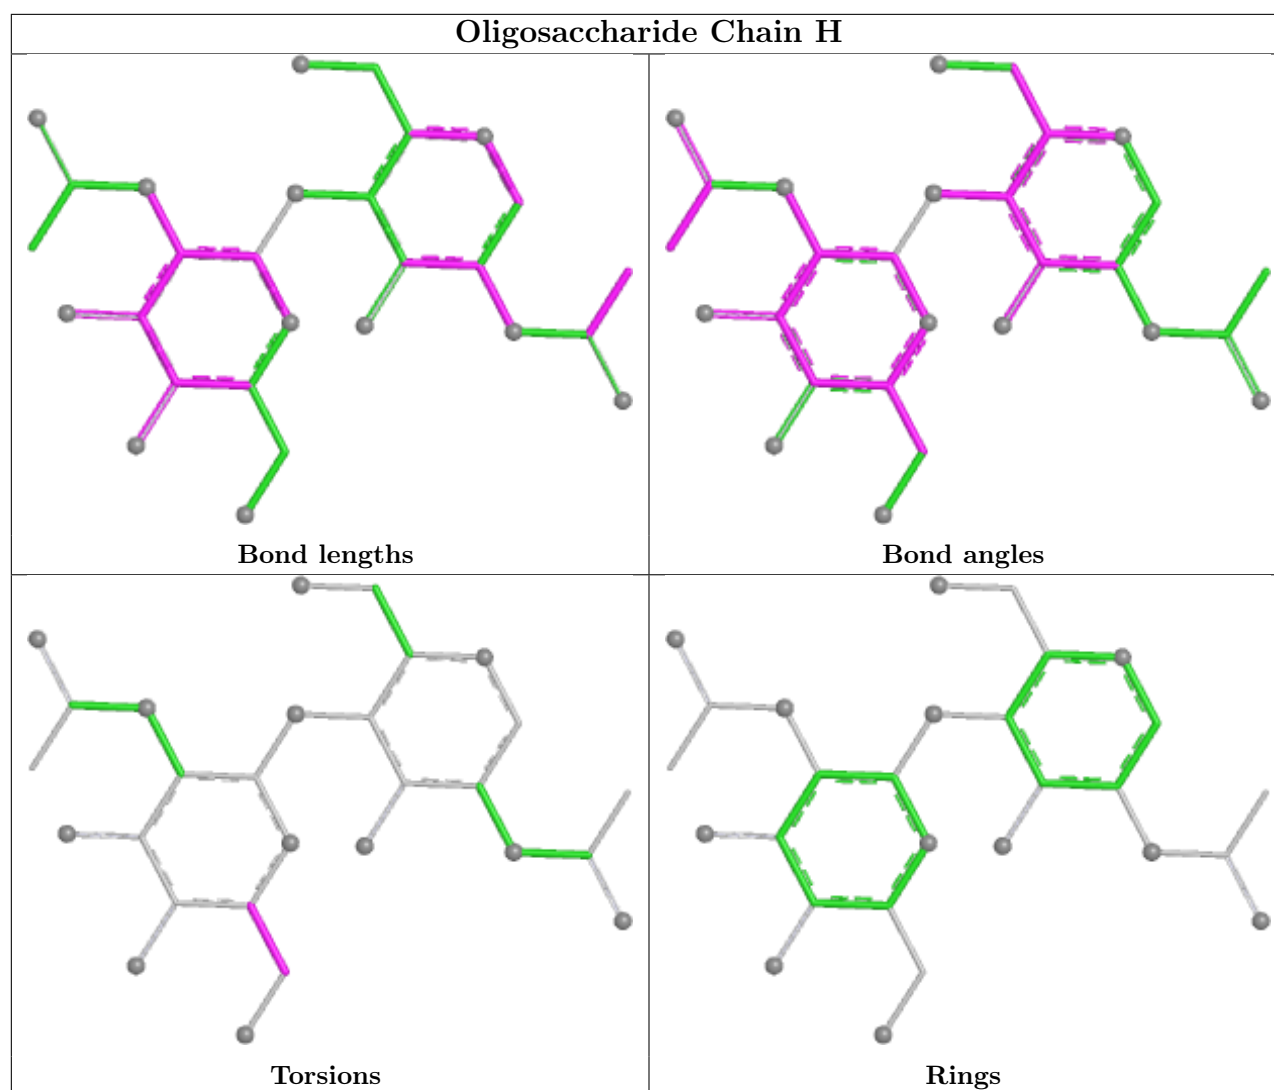 Oligosaccharide Chain H
Bond lengths
Bond angles
Torsions
Rings